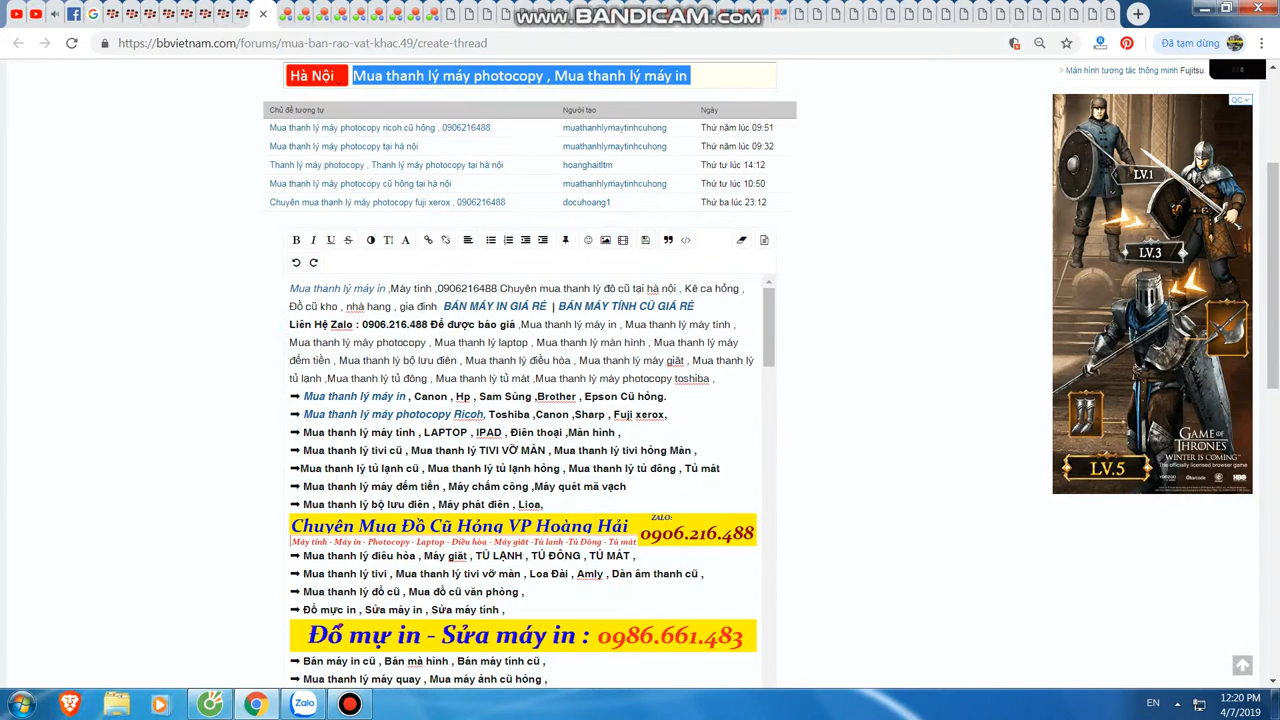 WWW.BANDICAM.COM
https://bbvietnam.com/forums/mua-ban-rao-vat-khac.49/create-thread
Đã tạm dừng
Hà Nội Mua thanh lý máy photocopy , Mua thanh lý máy in
Màn hình tương tác thông minh Fujitsu
Chủ đề tương tự Người tạo Ngày
Mua thanh lý máy photocopy ricoh cũ hỏng , 0906216488 muathanhlymaytinhcuhong Thứ năm lúc 09:51
Mua thanh lý máy photocopy tại hà nội muathanhlymaytinhcuhong Thứ năm lúc 09:32
Thanh lý máy photocopy , Thanh lý máy photocopy tại hà nội hoanghaitltm Thứ tư lúc 14:12
Mua thanh lý máy photocopy cũ hỏng tại hà nội muathanhlymaytinhcuhong Thứ tư lúc 10:50
Chuyên mua thanh lý máy photocopy fuji xerox , 0906216488 docuhoang1 Thứ ba lúc 23:12
Mua thanh lý máy in ,Máy tính ,0906216488 Chuyên mua thanh lý đồ cũ tại hà nội , Kê ca hỏng ,
Đồ cũ kho , nhà hang , gia đình BÁN MÁY IN GIÁ RẺ | BÁN MÁY TÍNH CŨ GIÁ RẺ
Liên Hệ Zalo : 0906.216.488 Để được báo giá ,Mua thanh lý máy in , Mua thanh lý máy tính ,
Mua thanh lý máy photocopy , Mua thanh lý laptop , Mua thanh lý màn hình , Mua thanh lý máy
đếm tiền , Mua thanh lý bộ lưu điện , Mua thanh lý điều hòa , Mua thanh lý máy giăt , Mua thanh lý
tủ lạnh ,Mua thanh lý tủ đông , Mua thanh lý tủ mát ,Mua thanh lý máy photocopy toshiba ,
➡ Mua thanh lý máy in , Canon , Hp , Sam Sùng ,Brother , Epson Cũ hỏng.
➡ Mua thanh lý máy photocopy Ricoh, Toshiba ,Canon ,Sharp , Fuji xerox,
➡ Mua thanh lý máy tính , LAPTOP , IPAD , Điên thoại ,Màn hình ,
➡ Mua thanh lý tivi cũ , Mua thanh lý TIVI VỠ MÀN , Mua thanh lý tivi hỏng Màn ,
➡Mua thanh lý tủ lạnh cũ , Mua thanh lý tủ lạnh hỏng , Mua thanh lý tủ đông , Tủ mát
➡ Mua thanh lý máy đếm tiền , Máy in barcode , Máy quét mã vạch
➡ Mua thanh lý bộ lưu điên , Máy phát điên , Lioa,
Chuyên Mua Đồ Cũ Hỏng VP Hoàng Hải ZALO: 0906.216.488
Máy tính - Máy in - Photocopy - Laptop - Điều hòa - Máy giăt -Tủ lanh -Tủ Đông - Tủ mát
➡ Mua thanh lý điều hòa , Máy giăt , TỦ LẠNH , TỦ ĐÔNG , TỦ MÁT ,
➡ Mua thanh lý tivi , Mua thanh lý tivi vỡ màn , Loa Đài , Amly , Dàn âm thanh cũ ,
➡ Mua thanh lý đồ cũ , Mua đồ cũ văn phòng ,
➡ Đổ mực in , Sửa máy in , Sửa máy tính ,
Đổ mự in - Sửa máy in : 0986.661.483
➡ Bán máy in cũ , Bán mà hình , Bán máy tính cũ ,
➡ Mua thanh lý máy quay , Mua máy ảnh cũ hỏng ,
QC
LV.1
LV.3
LV.5
GAME OF
THRONES
WINTER IS COMING
The officially licensed browser game
YOOZOO
HBO
Zalo
EN
12:20 PM
4/7/2019